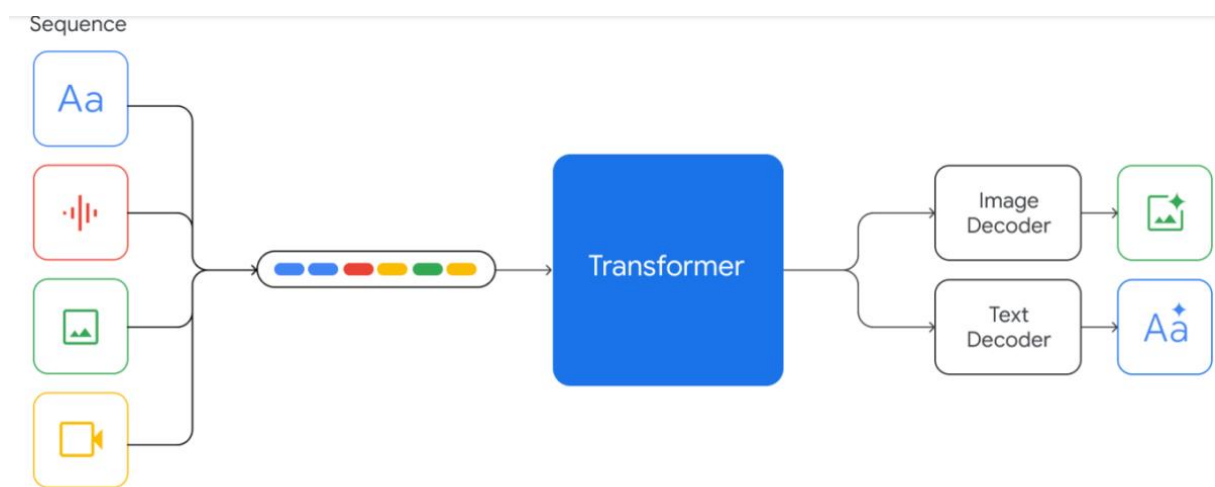 Sequence
Aa
Transformer
Image
Decoder
Text
Decoder
Aa